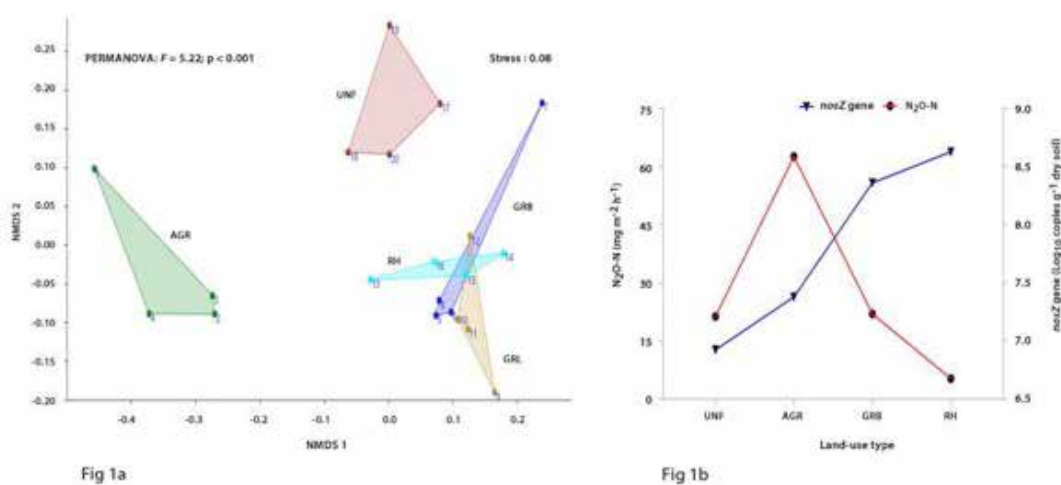 PERMANOVA: F = 5.22; p < 0.001
Stress : 0.08
UNF
GRB
AGR
RH
GRL
0.25
0.20
0.15
0.10
0.05
0.00
-0.05
-0.10
-0.15
-0.20
NMDS 2
-0.4
-0.3
-0.2
-0.1
0.0
0.1
0.2
NMDS 1
Fig 1a
nosZ gene
N₂O-N
75
60
45
30
15
0
N₂O-N (mg m⁻² h⁻¹)
9.0
8.5
8.0
7.5
7.0
6.5
nosZ gene (Log₁₀ copies g⁻¹ dry soil)
UNF
AGR
GRB
RH
Land-use type
Fig 1b